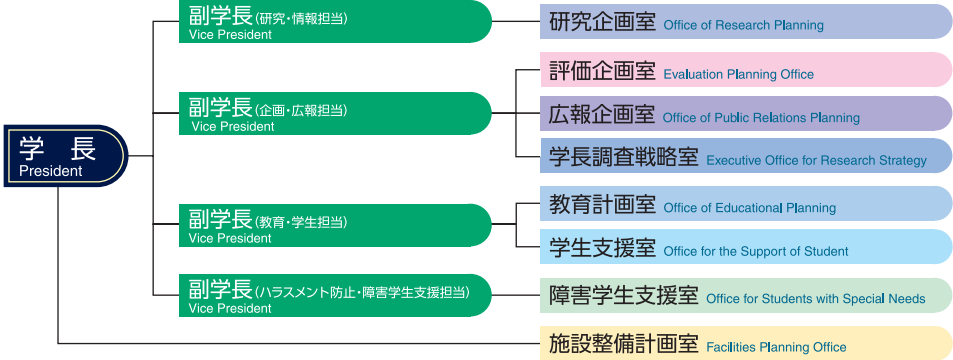 学 長
President
副学長(研究・情報担当)
Vice President
研究企画室 Office of Research Planning
副学長(企画・広報担当)
Vice President
評価企画室 Evaluation Planning Office
広報企画室 Office of Public Relations Planning
学長調査戦略室 Executive Office for Research Strategy
副学長(教育・学生担当)
Vice President
教育計画室 Office of Educational Planning
学生支援室 Office for the Support of Student
副学長(ハラスメント防止・障害学生支援担当)
Vice President
障害学生支援室 Office for Students with Special Needs
施設整備計画室 Facilities Planning Office